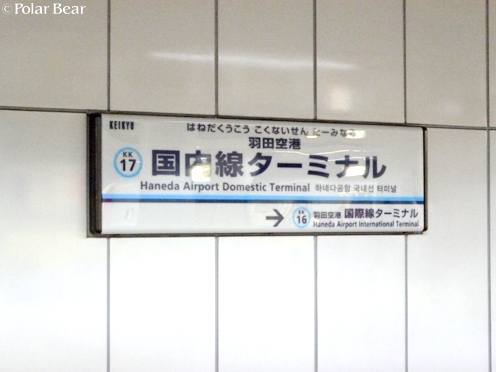 © Polar Bear
KEIKYU
はねだくうこう こくないせん たーみなる
羽田空港
KK
17
国内線ターミナル
Haneda Airport Domestic Terminal 하네다공항 국내선 터미널
→ KK
16
羽田空港 国際線ターミナル
Haneda Airport International Terminal